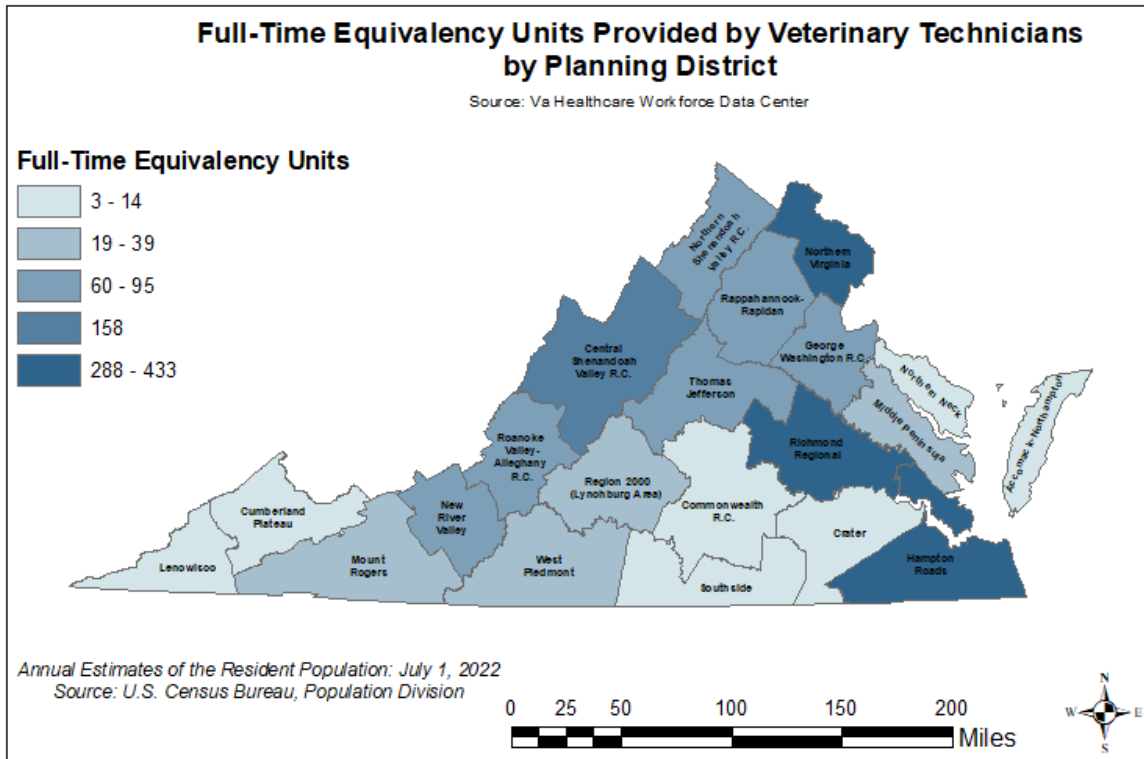 Full-Time Equivalency Units Provided by Veterinary Technicians
by Planning District
Source: Va Healthcare Workforce Data Center
Full-Time Equivalency Units
3 - 14
19 - 39
60 - 95
158
288 - 433
Northern
Shenandoah
Valley R.C.
Northern
Virginia
Rappahannock-
Rapidan
Central
Shenandoah
Valley R.C.
George
Washington R.C.
Northern Neck
Thomas
Jefferson
Middle Peninsula
Accomack-Northampton
Roanoke
Valley-
Alleghany
R.C.
Richmond
Regional
Region 2000
(Lynchburg Area)
Commonwealth
R.C.
Cumberland
Plateau
New
River
Valley
Crater
Lenowisco
Mount
Rogers
West
Piedmont
Southside
Hampton
Roads
Annual Estimates of the Resident Population: July 1, 2022
Source: U.S. Census Bureau, Population Division
0 25 50 100 150 200
Miles
N
W E
S